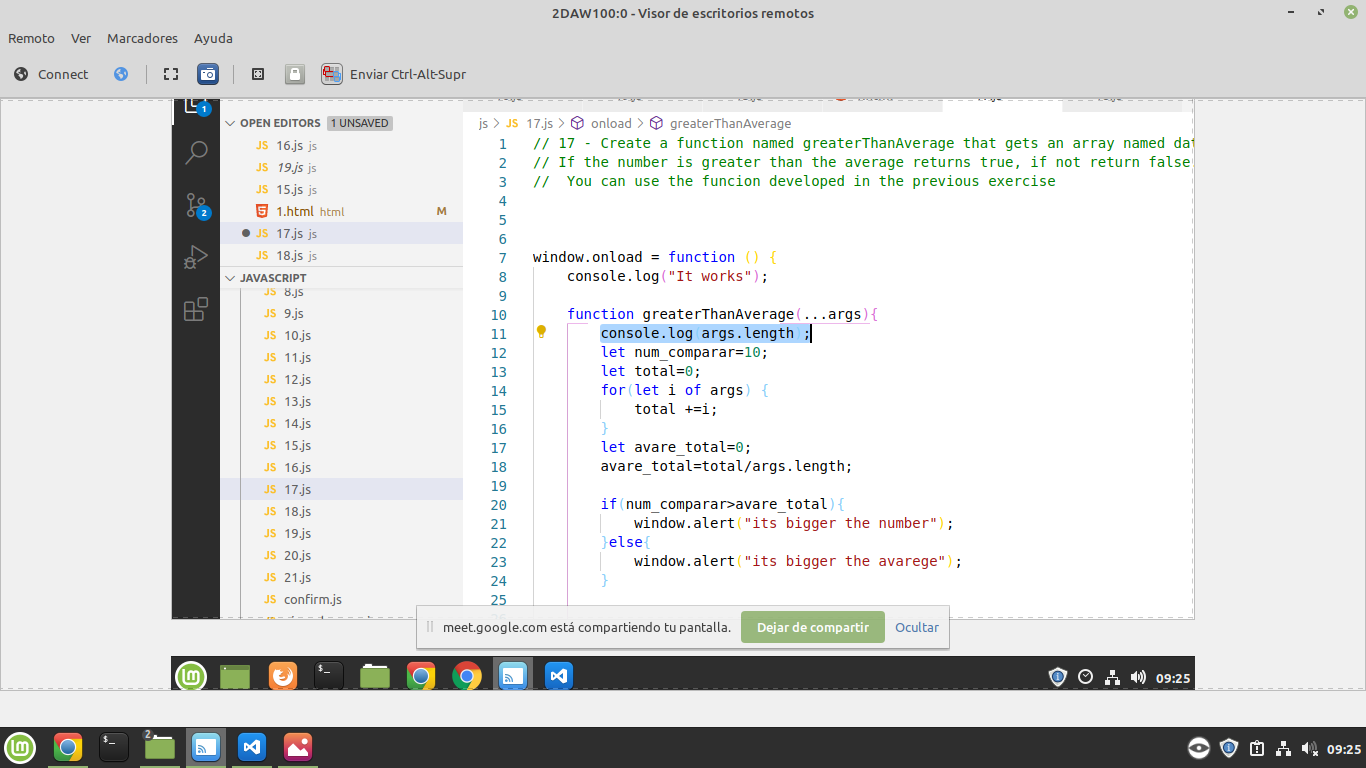 2DAW100:0 - Visor de escritorios remotos
Remoto Ver Marcadores Ayuda
Connect Enviar Ctrl-Alt-Supr
1
OPEN EDITORS 1 UNSAVED
JS 16.js js
JS 19.js js
JS 15.js js
1.html html M
JS 17.js js
JS 18.js js
2
JAVASCRIPT
JS 8.js
JS 9.js
JS 10.js
JS 11.js
JS 12.js
JS 13.js
JS 14.js
JS 15.js
JS 16.js
JS 17.js
JS 18.js
JS 19.js
JS 20.js
JS 21.js
JS confirm.js
js > JS 17.js > onload > greaterThanAverage
1 // 17 - Create a function named greaterThanAverage that gets an array named dat
2 // If the number is greater than the average returns true, if not return false
3 //  You can use the funcion developed in the previous exercise
4
5
6
7 window.onload = function () {
8 console.log("It works");
9
10 function greaterThanAverage(...args){
11 console.log(args.length);
12 let num_comparar=10;
13 let total=0;
14 for(let i of args) {
15 total +=i;
16 }
17 let avare_total=0;
18 avare_total=total/args.length;
19
20 if(num_comparar>avare_total){
21 window.alert("its bigger the number");
22 }else{
23 window.alert("its bigger the avarege");
24 }
25
meet.google.com está compartiendo tu pantalla. Dejar de compartir Ocultar
09:25
2
09:25